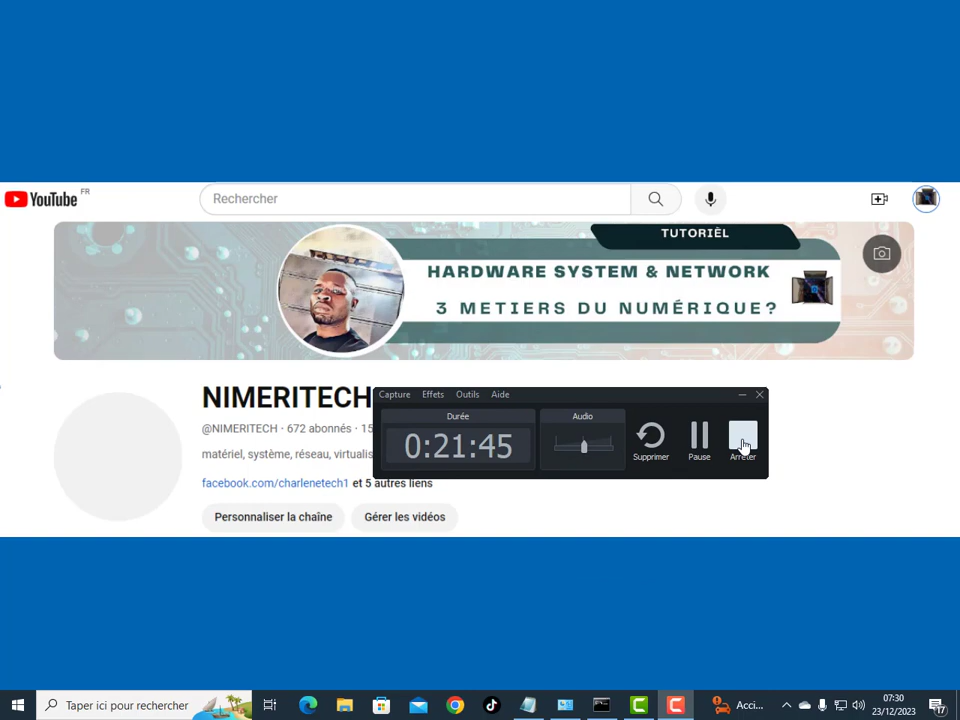 YouTube FR
Rechercher
TUTORIÈL
HARDWARE SYSTEM & NETWORK
3 METIERS DU NUMÉRIQUE?
NIMERITECH
@NIMERITECH · 672 abonnés · 15
matériel, système, réseau, virtualis
facebook.com/charlenetech1 et 5 autres liens
Personnaliser la chaîne
Gérer les vidéos
Capture Effets Outils Aide
Durée
0:21:45
Audio
Supprimer
Pause
Arrêter
Taper ici pour rechercher
Acci...
07:30
23/12/2023
17